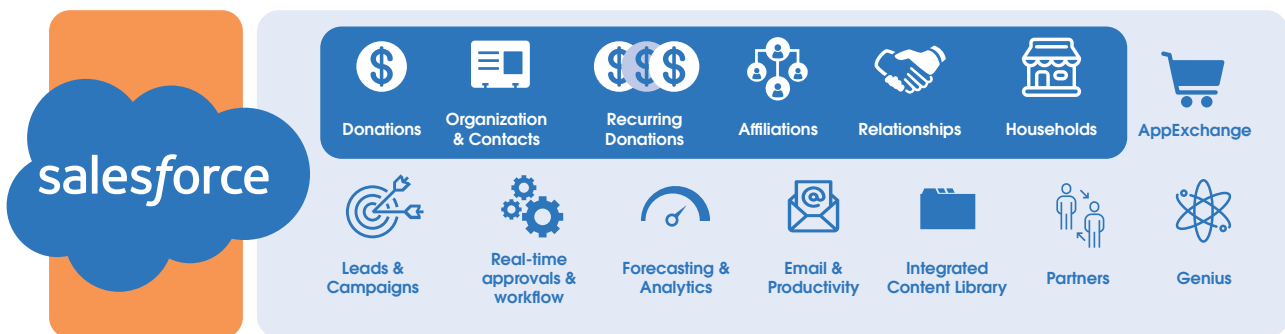 salesforce
Donations
Organization
& Contacts
Recurring
Donations
Affiliations
Relationships
Households
AppExchange
Leads &
Campaigns
Real-time
approvals &
workflow
Forecasting &
Analytics
Email &
Productivity
Integrated
Content Library
Partners
Genius